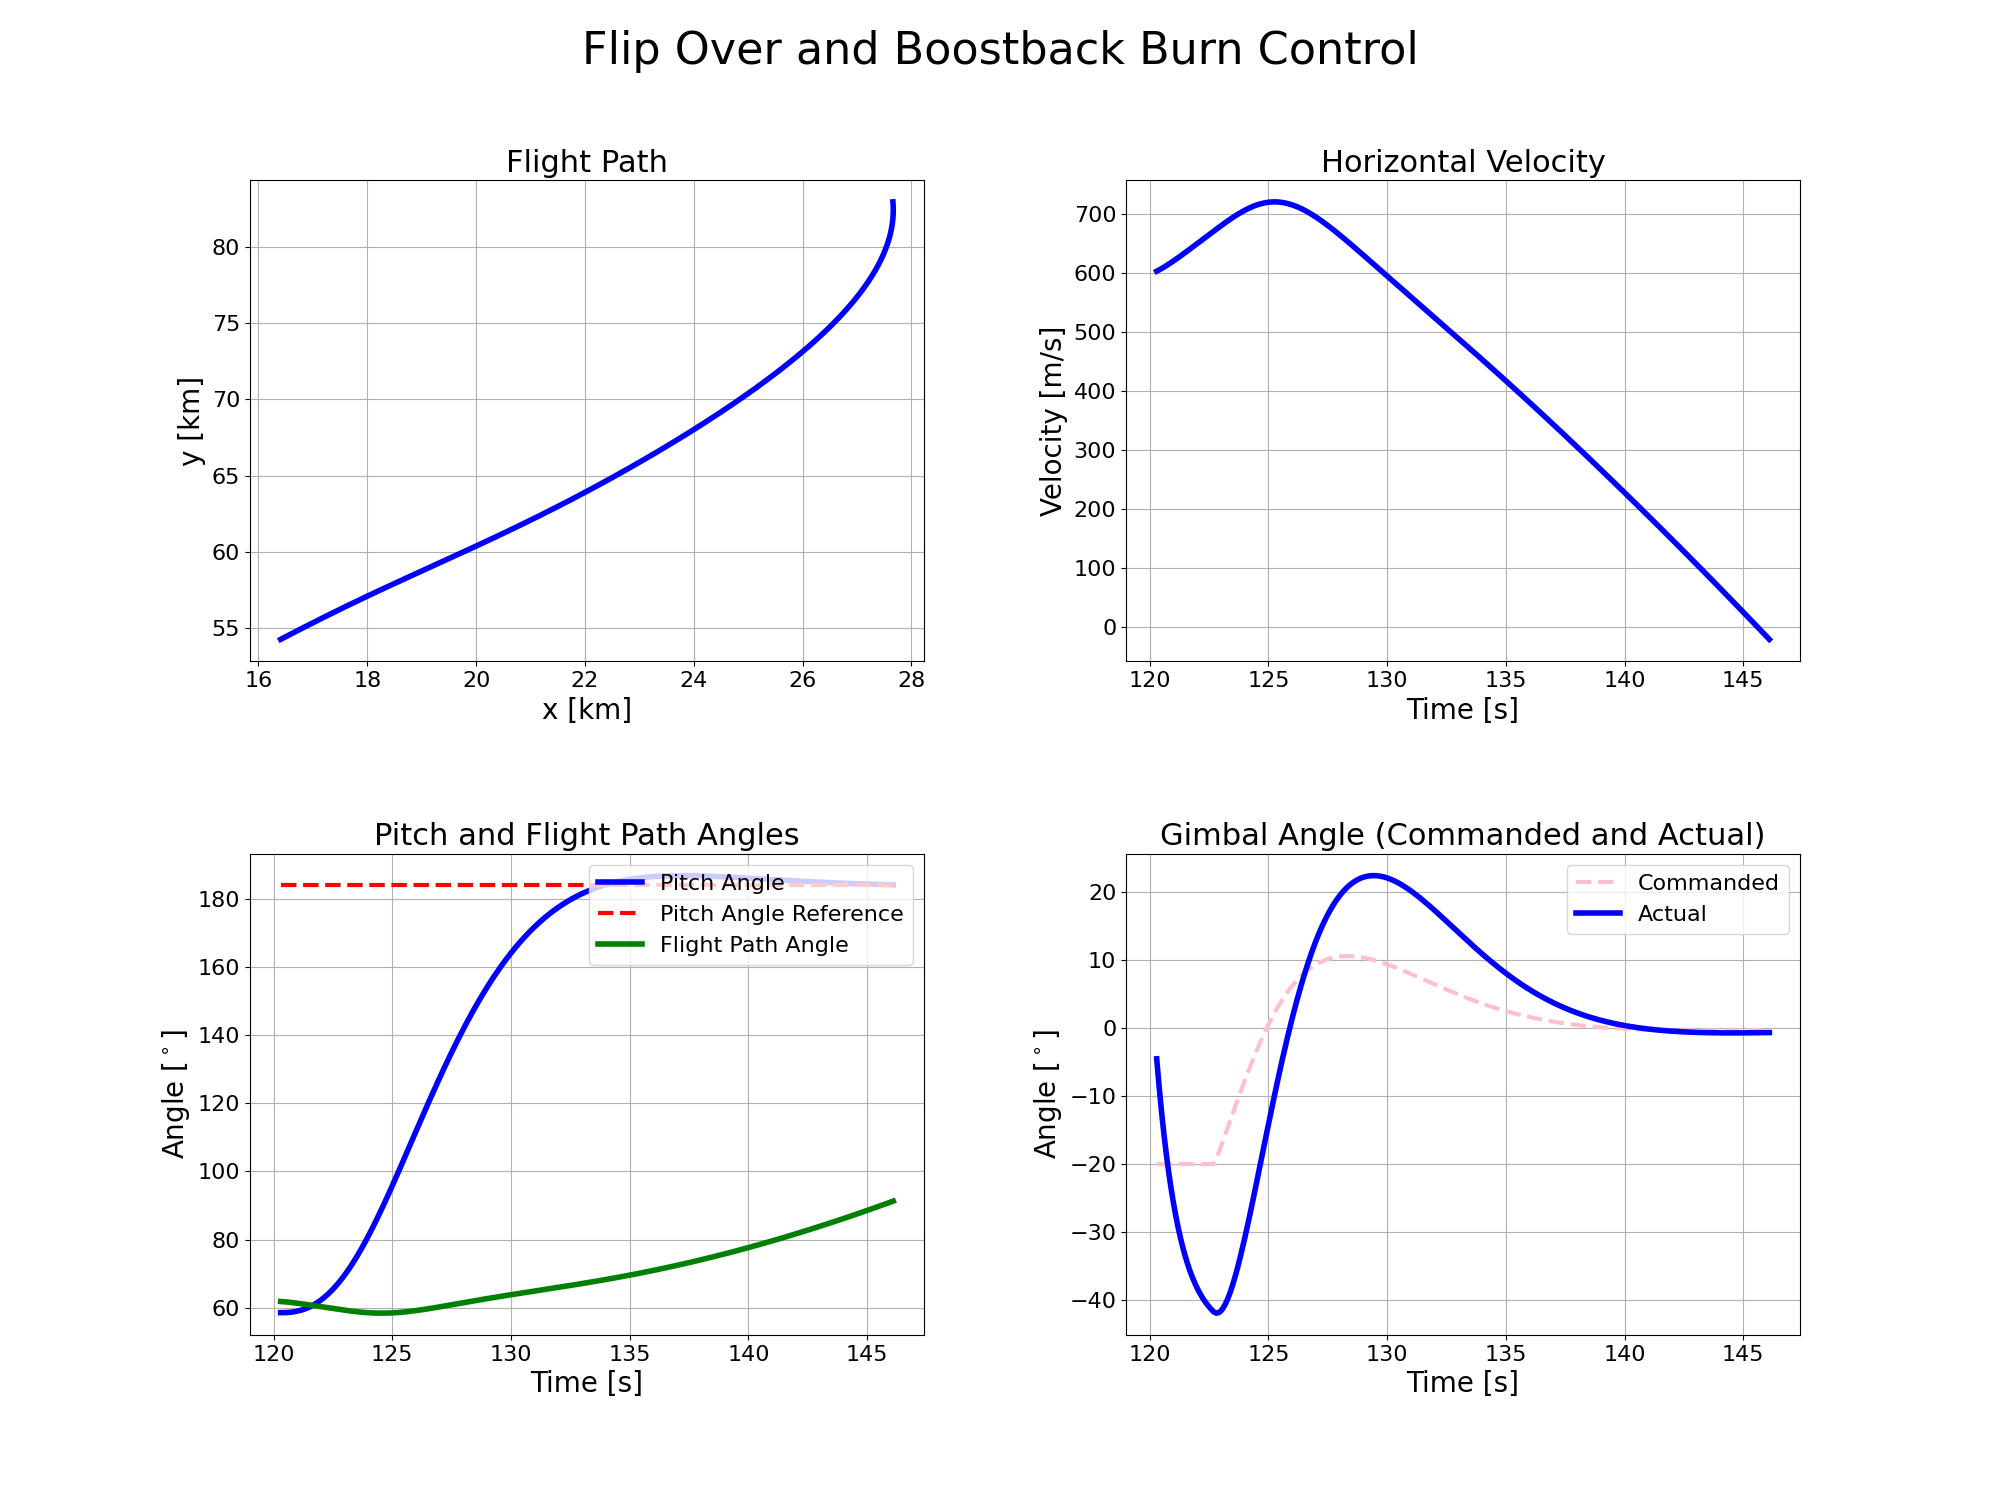 Flip Over and Boostback Burn Control
Flight Path
80
75
70
65
60
55
y [km]
16 18 20 22 24 26 28
x [km]
Horizontal Velocity
700
600
500
400
300
200
100
0
Velocity [m/s]
120 125 130 135 140 145
Time [s]
Pitch and Flight Path Angles
Pitch Angle
Pitch Angle Reference
Flight Path Angle
180
160
140
120
100
80
60
Angle [°]
120 125 130 135 140 145
Time [s]
Gimbal Angle (Commanded and Actual)
Commanded
Actual
20
10
0
−10
−20
−30
−40
Angle [°]
120 125 130 135 140 145
Time [s]